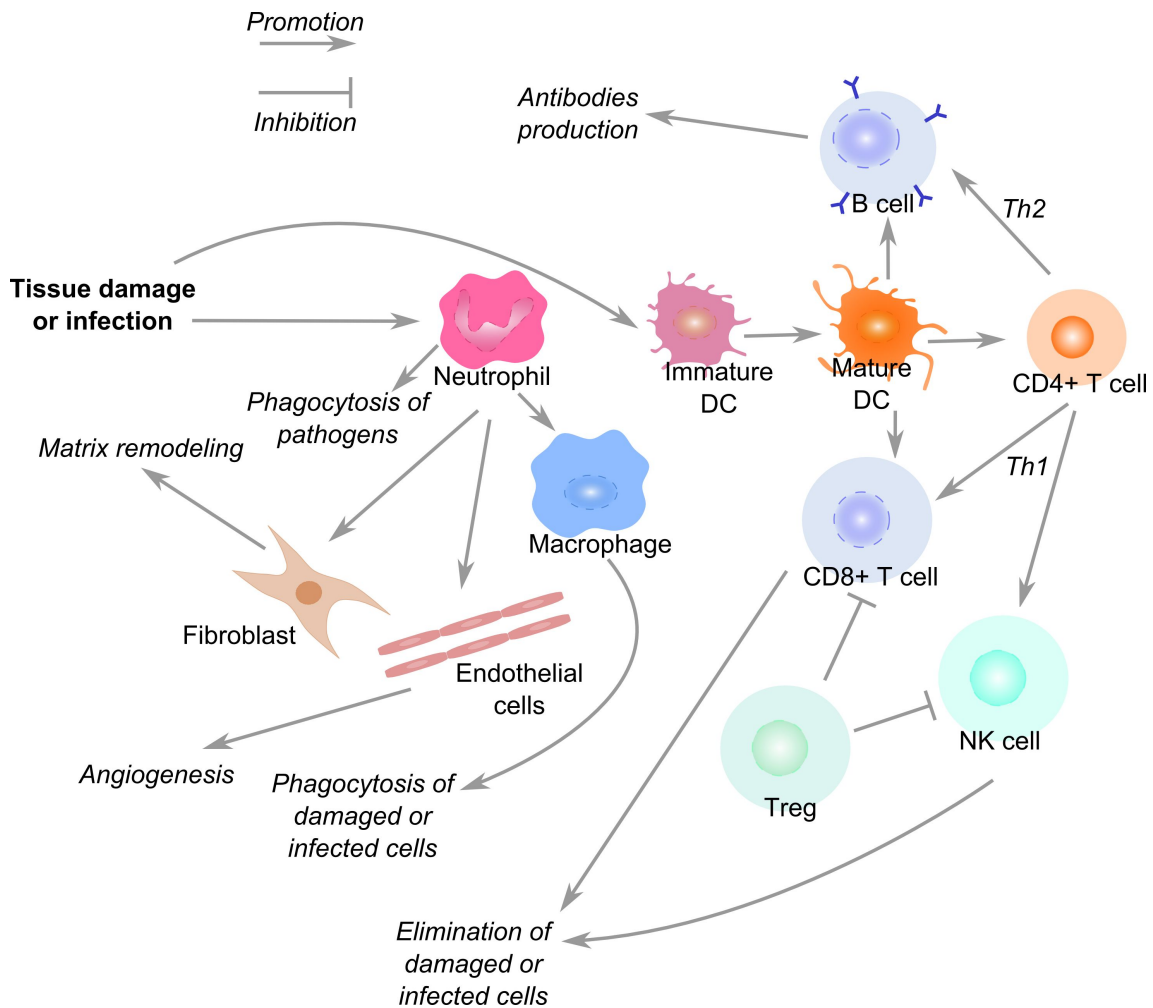 Promotion
Inhibition
Antibodies
production
B cell
Th2
Tissue damage
or infection
Neutrophil
Immature
DC
Mature
DC
CD4+ T cell
Phagocytosis of
pathogens
Matrix remodeling
Th1
Macrophage
CD8+ T cell
Fibroblast
Endothelial
cells
NK cell
Angiogenesis
Phagocytosis of
damaged or
infected cells
Treg
Elimination of
damaged or
infected cells